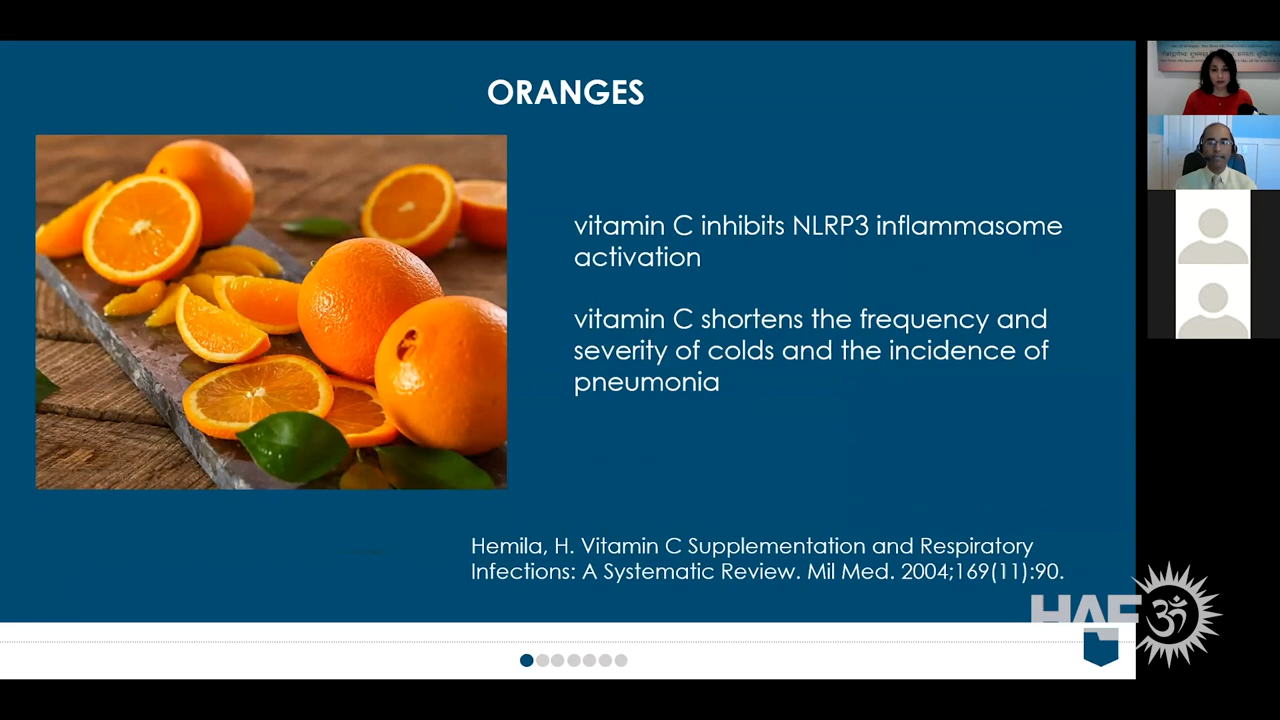 ORANGES
vitamin C inhibits NLRP3 inflammasome
activation
vitamin C shortens the frequency and
severity of colds and the incidence of
pneumonia
Hemila, H. Vitamin C Supplementation and Respiratory
Infections: A Systematic Review. Mil Med. 2004;169(11):90.
HAF
ॐ